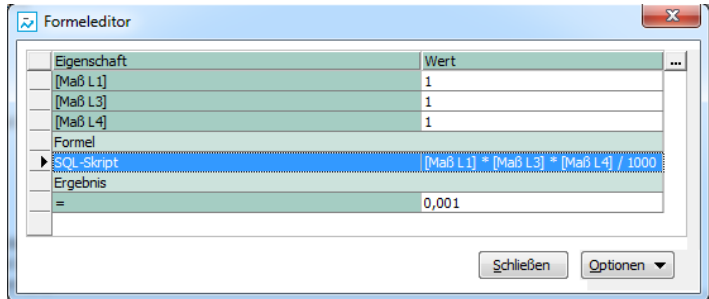 Formeleditor
Eigenschaft Wert ...
[Maß L1] 1
[Maß L3] 1
[Maß L4] 1
Formel
SQL-Skript [Maß L1] * [Maß L3] * [Maß L4] / 1000
Ergebnis
= 0,001
Schließen Optionen